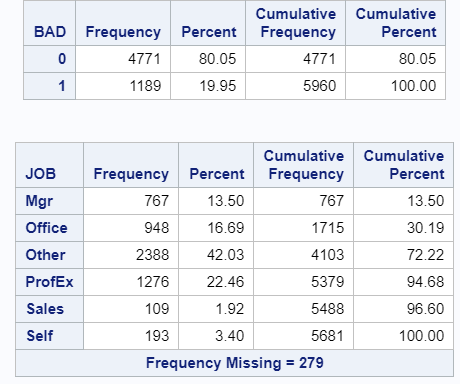 BAD Frequency Percent Cumulative Frequency Cumulative Percent
0 4771 80.05 4771 80.05
1 1189 19.95 5960 100.00
JOB Frequency Percent Cumulative Frequency Cumulative Percent
Mgr 767 13.50 767 13.50
Office 948 16.69 1715 30.19
Other 2388 42.03 4103 72.22
ProfEx 1276 22.46 5379 94.68
Sales 109 1.92 5488 96.60
Self 193 3.40 5681 100.00
Frequency Missing = 279